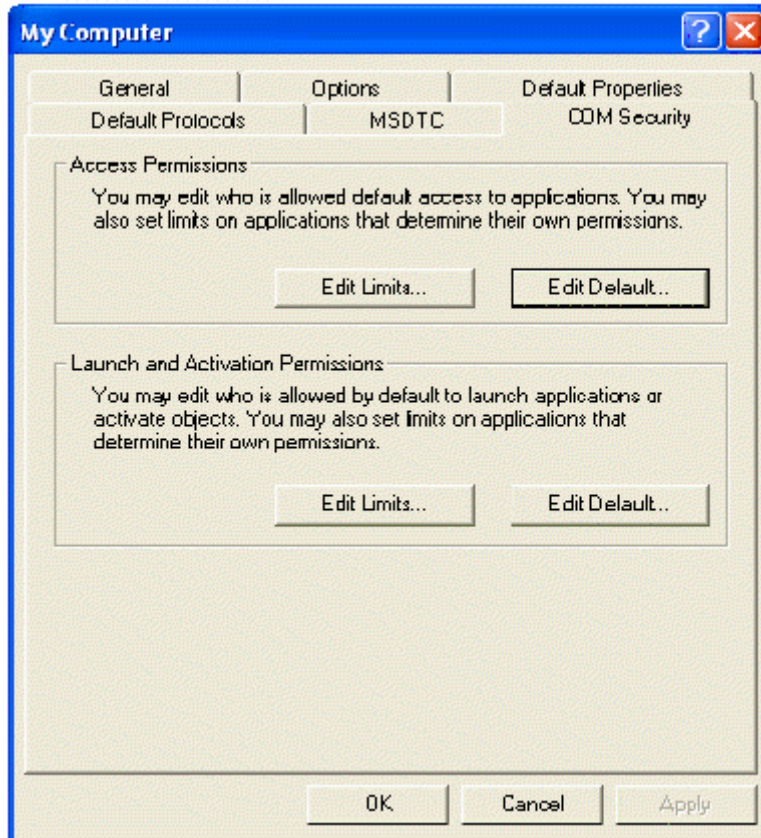 My Computer
General Options Default Properties
Default Protocols MSDTC COM Security
Access Permissions
You may edit who is allowed default access to applications. You may
also set limits on applications that determine their own permissions.
Edit Limits... Edit Default...
Launch and Activation Permissions
You may edit who is allowed by default to launch applications or
activate objects. You may also set limits on applications that
determine their own permissions.
Edit Limits... Edit Default...
OK Cancel Apply